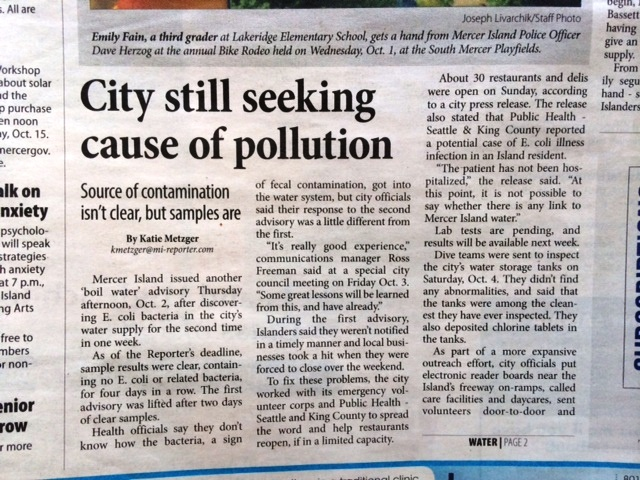 s. All are
Workshop
about solar
nd the
p purchase
en noon
y, Oct. 15.
nercergov.
e.
alk on
nxiety
psycholo-
will speak
strategies
h anxiety
at 7 p.m.,
Island
ng Arts
free to
mbers
r non-
enior
row
r more
Joseph Livarchik/Staff Photo
Emily Fain, a third grader at Lakeridge Elementary School, gets a hand from Mercer Island Police Officer
Dave Herzog at the annual Bike Rodeo held on Wednesday, Oct. 1, at the South Mercer Playfields.
City still seeking
cause of pollution
Source of contamination
isn't clear, but samples are
By Katie Metzger
kmetzger@mi-reporter.com
Mercer Island issued another
'boil water' advisory Thursday
afternoon, Oct. 2, after discover-
ing E. coli bacteria in the city's
water supply for the second time
in one week.
As of the Reporter's deadline,
sample results were clear, contain-
ing no E. coli or related bacteria,
for four days in a row. The first
advisory was lifted after two days
of clear samples.
Health officials say they don't
know how the bacteria, a sign
of fecal contamination, got into
the water system, but city officials
said their response to the second
advisory was a little different from
the first.
"It's really good experience,"
communications manager Ross
Freeman said at a special city
council meeting on Friday Oct. 3.
"Some great lessons will be learned
from this, and have already."
During the first advisory,
Islanders said they weren't notified
in a timely manner and local busi-
nesses took a hit when they were
forced to close over the weekend.
To fix these problems, the city
worked with its emergency vol-
unteer corps and Public Health -
Seattle and King County to spread
the word and help restaurants
reopen, if in a limited capacity.
About 30 restaurants and delis
were open on Sunday, according
to a city press release. The release
also stated that Public Health -
Seattle & King County reported
a potential case of E. coli illness
infection in an Island resident.
"The patient has not been hos-
pitalized," the release said. "At
this point, it is not possible to
say whether there is any link to
Mercer Island water."
Lab tests are pending, and
results will be available next week.
Dive teams were sent to inspect
the city's water storage tanks on
Saturday, Oct. 4. They didn't find
any abnormalities, and said that
the tanks were among the clean-
est they have ever inspected. They
also deposited chlorine tablets in
the tanks.
As part of a more expansive
outreach effort, city officials put
electronic reader boards near the
Island's freeway on-ramps, called
care facilities and daycares, sent
volunteers door-to-door and
WATER | PAGE 2
begin,
Bassett
having
give an
supply.
From
ily segu
hand - s
Islanders